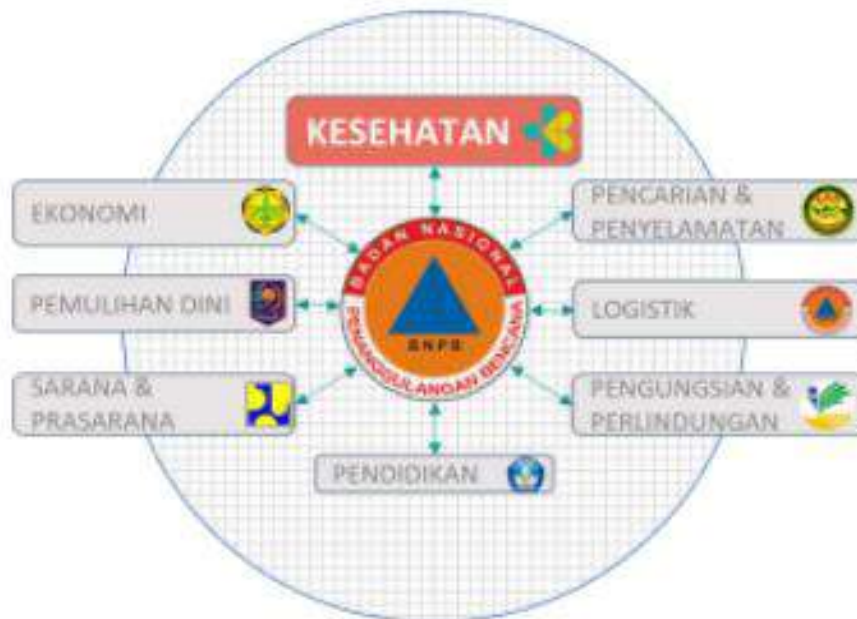 KESEHATAN
EKONOMI
PENCARIAN &
PENYELAMATAN
BADAN NASIONAL
PENANGGULANGAN BENCANA
BNPB
PEMULIHAN DINI
LOGISTIK
SARANA &
PRASARANA
PENGUNGSIAN &
PERLINDUNGAN
PENDIDIKAN